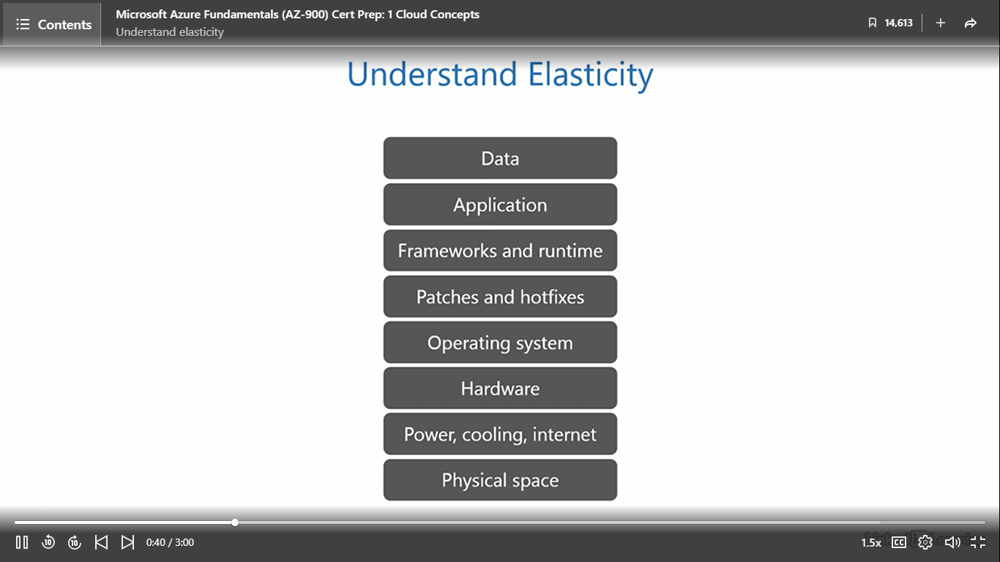 Contents
Microsoft Azure Fundamentals (AZ-900) Cert Prep: 1 Cloud Concepts
Understand elasticity
14,613
Understand Elasticity
Data
Application
Frameworks and runtime
Patches and hotfixes
Operating system
Hardware
Power, cooling, internet
Physical space
10
10
0:40 / 3:00
1.5x
CC